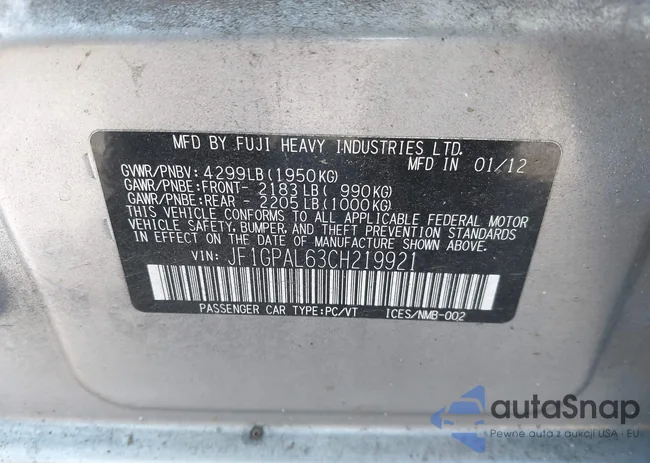 MFD BY FUJI HEAVY INDUSTRIES LTD.
MFD IN 01/12
GVWR/PNBV: 4299LB(1950KG)
GAWR/PNBE:FRONT- 2183LB( 990KG)
GAWR/PNBE:REAR - 2205LB(1000KG)
THIS VEHICLE CONFORMS TO ALL APPLICABLE FEDERAL MOTOR
VEHICLE SAFETY, BUMPER, AND THEFT PREVENTION STANDARDS
IN EFFECT ON THE DATE OF MANUFACTURE SHOWN ABOVE.
VIN: JF1GPAL63CH219921
PASSENGER CAR TYPE:PC/VT ICES/NMB-002
autaSnap
Pewne auta z aukcji USA i EU